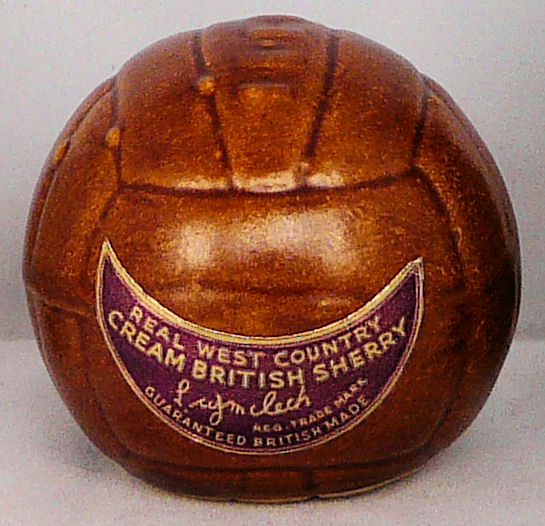 REAL WEST COUNTRY
CREAM BRITISH SHERRY
REG. TRADE MARK
GUARANTEED BRITISH MADE